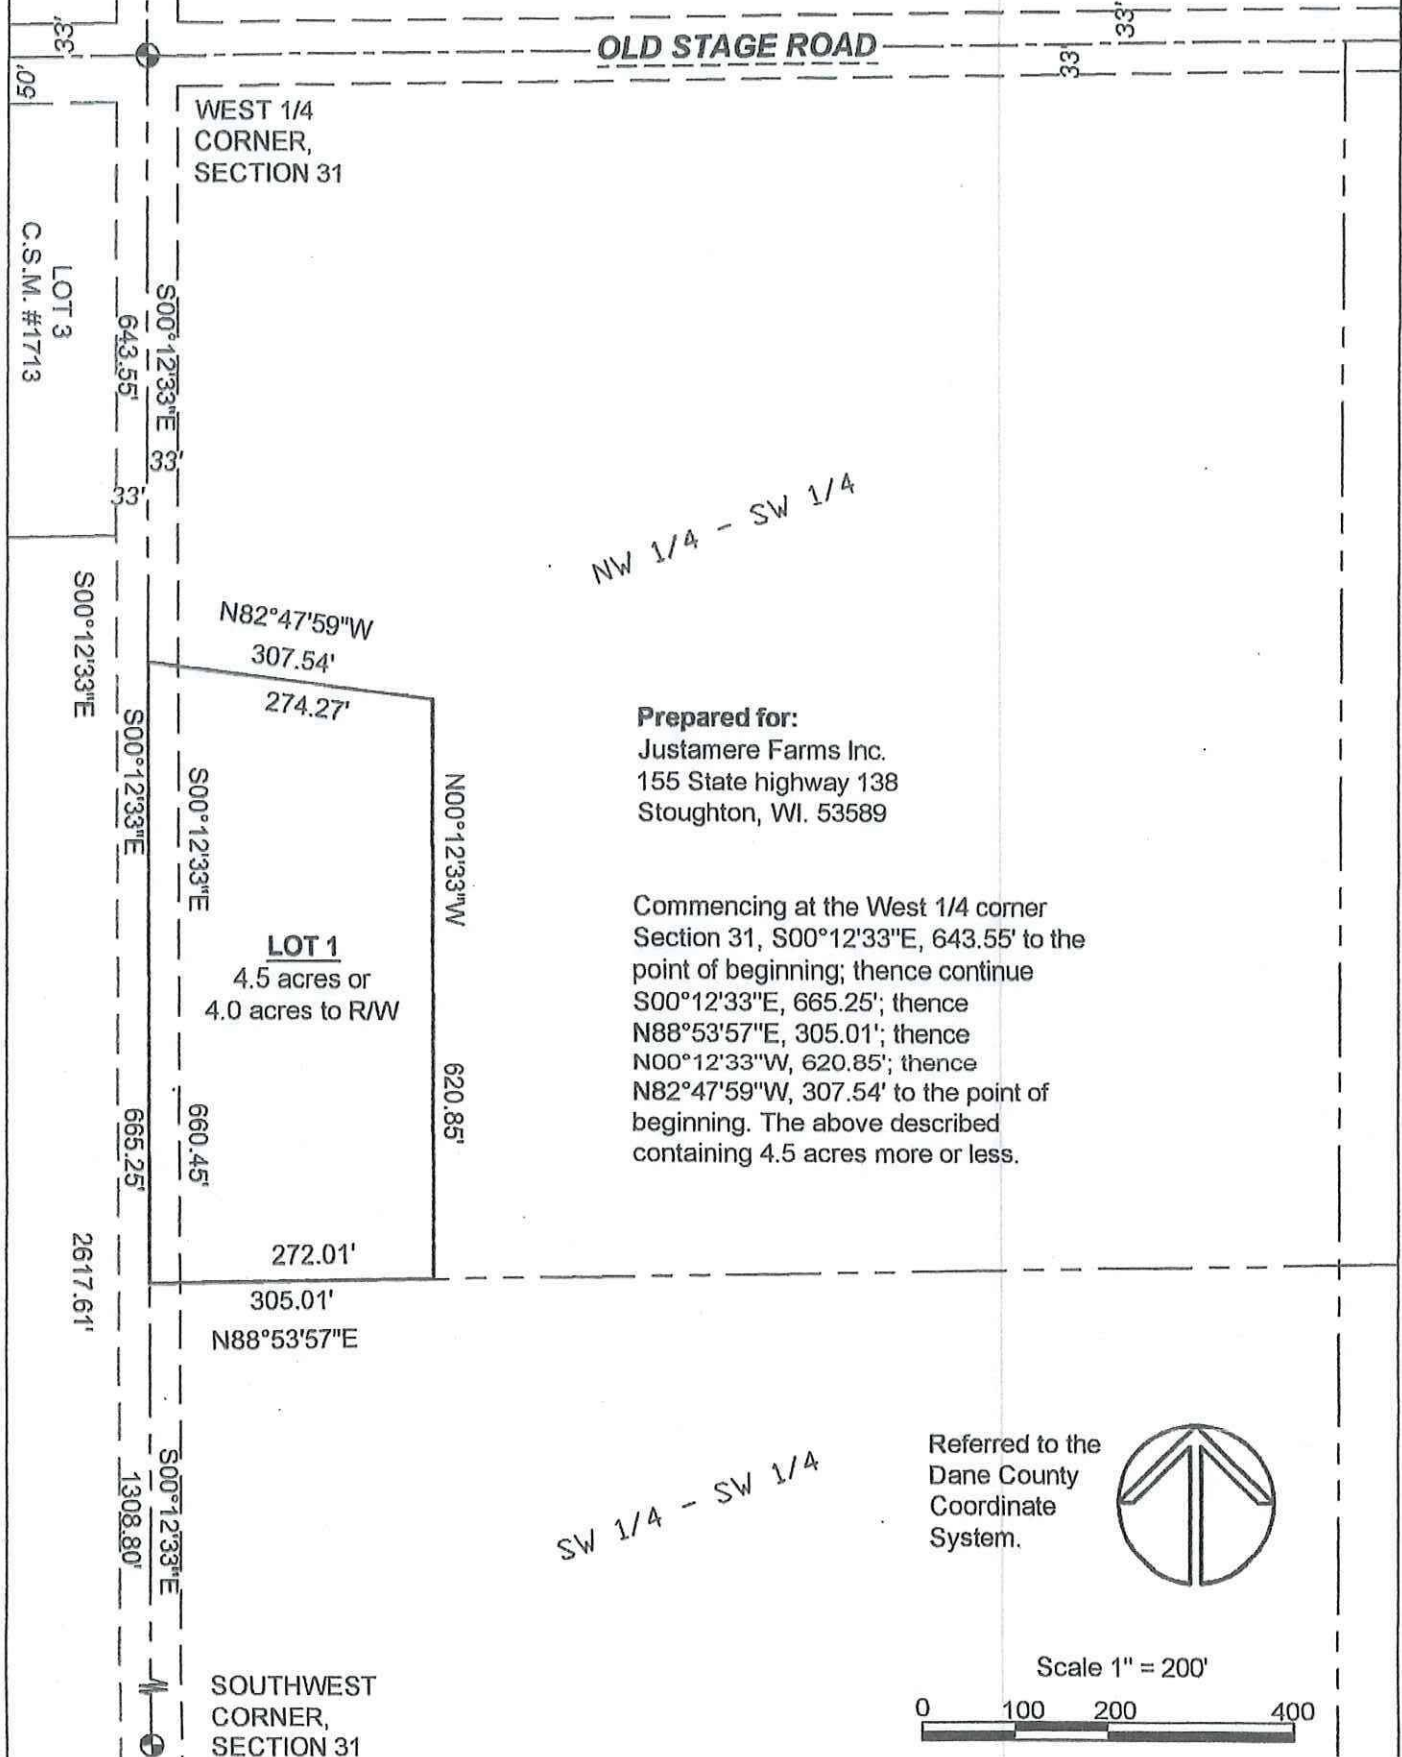 33'
33'
OLD STAGE ROAD
33'
60'
WEST 1/4
CORNER,
SECTION 31
LOT 3
C.S.M. #1713
S00°12'33"E
643.55'
33'
33'
NW 1/4 - SW 1/4
S00°12'33"E
N82°47'59"W
307.54'
274.27'
S00°12'33"E
S00°12'33"E
N00°12'33"W
Prepared for:
Justamere Farms Inc.
155 State highway 138
Stoughton, WI. 53589
LOT 1
4.5 acres or
4.0 acres to R/W
Commencing at the West 1/4 corner
Section 31, S00°12'33"E, 643.55' to the
point of beginning; thence continue
S00°12'33"E, 665.25'; thence
N88°53'57"E, 305.01'; thence
N00°12'33"W, 620.85'; thence
N82°47'59"W, 307.54' to the point of
beginning. The above described
containing 4.5 acres more or less.
665.25'
660.45'
620.85'
2617.61'
272.01'
305.01'
N88°53'57"E
S00°12'33"E
1308.80'
SW 1/4 - SW 1/4
Referred to the
Dane County
Coordinate
System.
SOUTHWEST
CORNER,
SECTION 31
Scale 1" = 200'
0 100 200 400